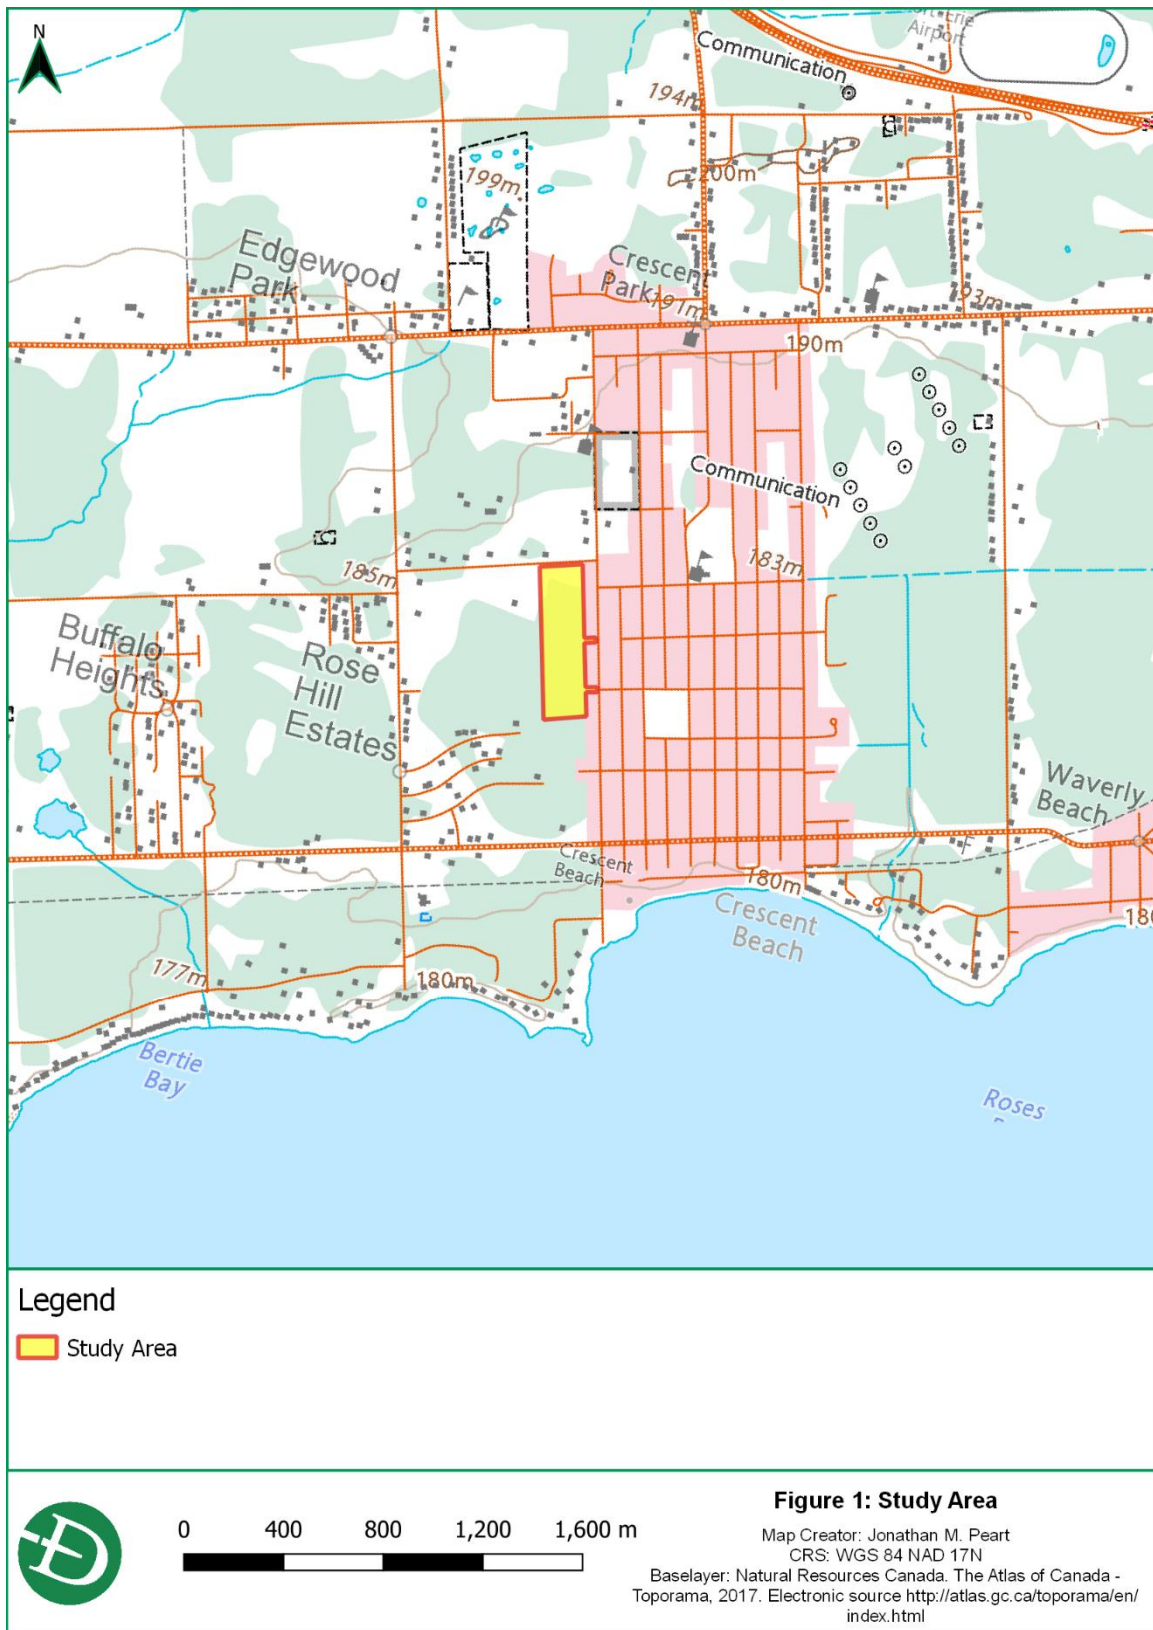 N
Airport
Communication
194m
200m
199m.
Edgewood
Park
Crescent
Park
191m
193m
190m
Communication
183m
185m
Buffalo
Heights
Rose
Hill
Estates
Waverly
Beach
F
Crescent
Beach
180m
Crescent
Beach
180
177m
180m
Bertie
Bay
Roses
Legend
Study Area
0 400 800 1,200 1,600 m
Figure 1: Study Area
Map Creator: Jonathan M. Peart
CRS: WGS 84 NAD 17N
Baselayer: Natural Resources Canada. The Atlas of Canada -
Toporama, 2017. Electronic source http://atlas.gc.ca/toporama/en/
index.html